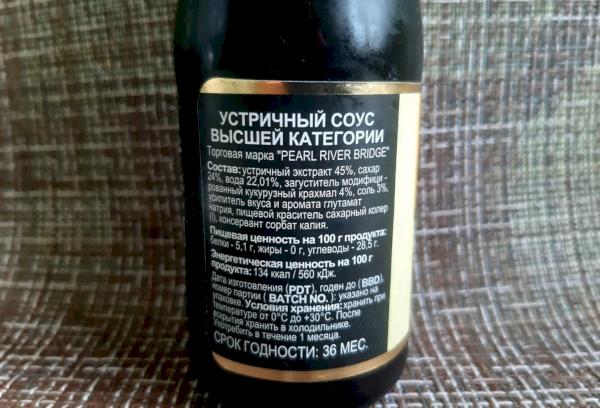 УСТРИЧНЫЙ СОУС
ВЫСШЕЙ КАТЕГОРИИ
Торговая марка "PEARL RIVER BRIDGE"
Состав: устричный экстракт 45%, сахар
24%, вода 22,01%, загуститель модифици -
рованный кукурузный крахмал 4%, соль 3%,
усилитель вкуса и аромата глутамат
натрия, пищевой краситель сахарный колер
(I), консервант сорбат калия.
Пищевая ценность на 100 г продукта:
белки - 5,1 г, жиры - 0 г, углеводы - 28,5 г.
Энергетическая ценность на 100 г
продукта: 134 ккал / 560 кДж.
Дата изготовления (PDT), годен до (BBD),
номер партии ( BATCH NO. ): указано на
упаковке. Условия хранения: хранить при
температуре от 0°С до +30°С. После
вскрытия хранить в холодильнике.
Употребить в течение 1 месяца.
СРОК ГОДНОСТИ: 36 МЕС.